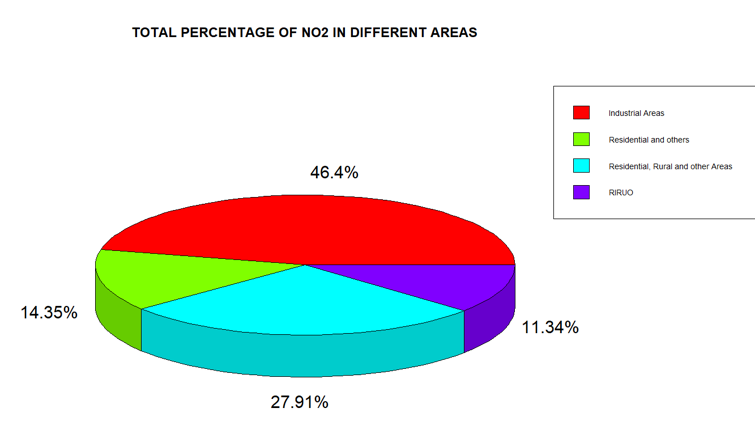 TOTAL PERCENTAGE OF NO2 IN DIFFERENT AREAS
Industrial Areas
Residential and others
Residential, Rural and other Areas
RIRUO
46.4%
14.35%
11.34%
27.91%